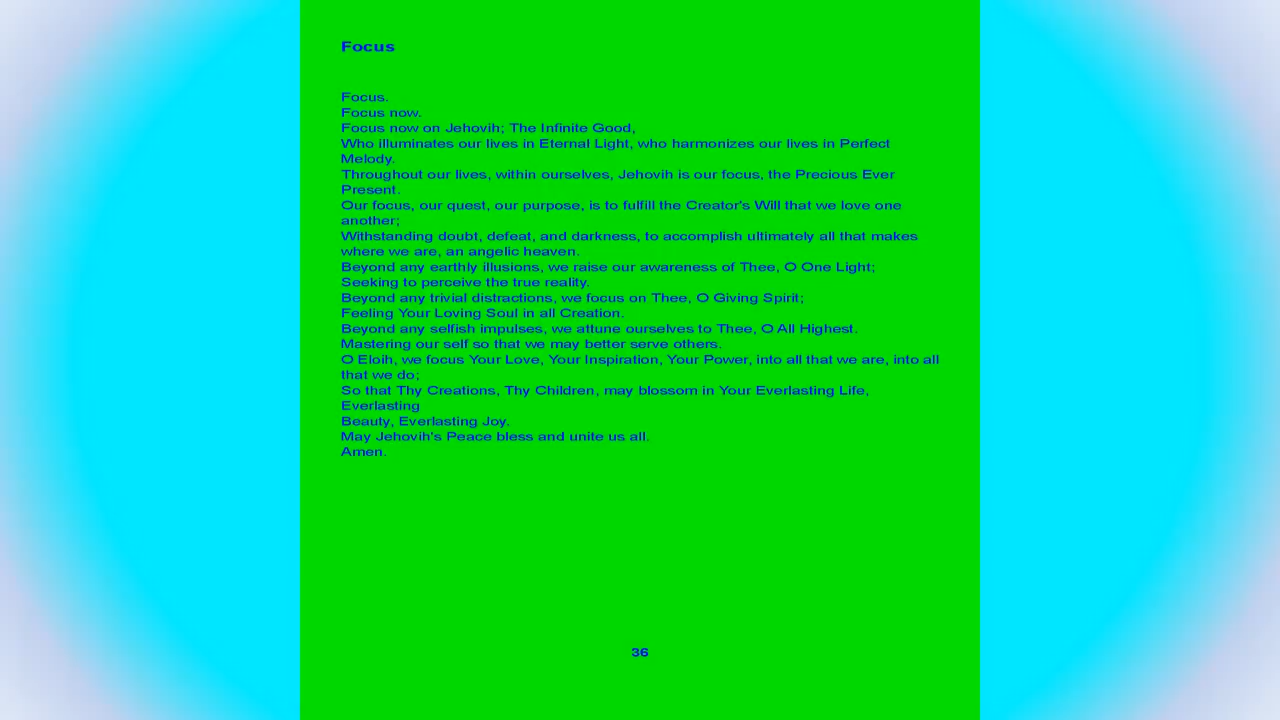 Focus
Focus.
Focus now.
Focus now on Jehovih; The Infinite Good,
Who illuminates our lives in Eternal Light, who harmonizes our lives in Perfect
Melody.
Throughout our lives, within ourselves, Jehovih is our focus, the Precious Ever
Present.
Our focus, our quest, our purpose, is to fulfill the Creator's Will that we love one
another;
Withstanding doubt, defeat, and darkness, to accomplish ultimately all that makes
where we are, an angelic heaven.
Beyond any earthly illusions, we raise our awareness of Thee, O One Light;
Seeking to perceive the true reality.
Beyond any trivial distractions, we focus on Thee, O Giving Spirit;
Feeling Your Loving Soul in all Creation.
Beyond any selfish impulses, we attune ourselves to Thee, O All Highest.
Mastering our self so that we may better serve others.
O Eloih, we focus Your Love, Your Inspiration, Your Power, into all that we are, into all
that we do;
So that Thy Creations, Thy Children, may blossom in Your Everlasting Life,
Everlasting
Beauty, Everlasting Joy.
May Jehovih's Peace bless and unite us all.
Amen.
36